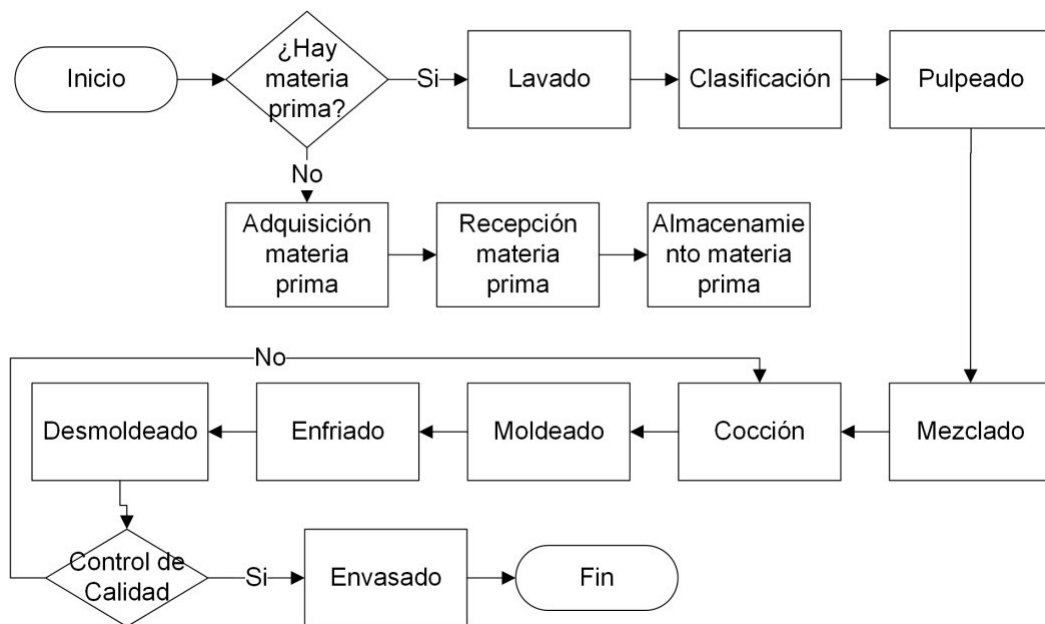 Inicio
¿Hay
materia
prima?
Si
Lavado
Clasificación
Pulpeado
No
Adquisición
materia
prima
Recepción
materia
prima
Almacenamie
nto materia
prima
No
Desmoldeado
Enfriado
Moldeado
Cocción
Mezclado
Control de
Calidad
Si
Envasado
Fin